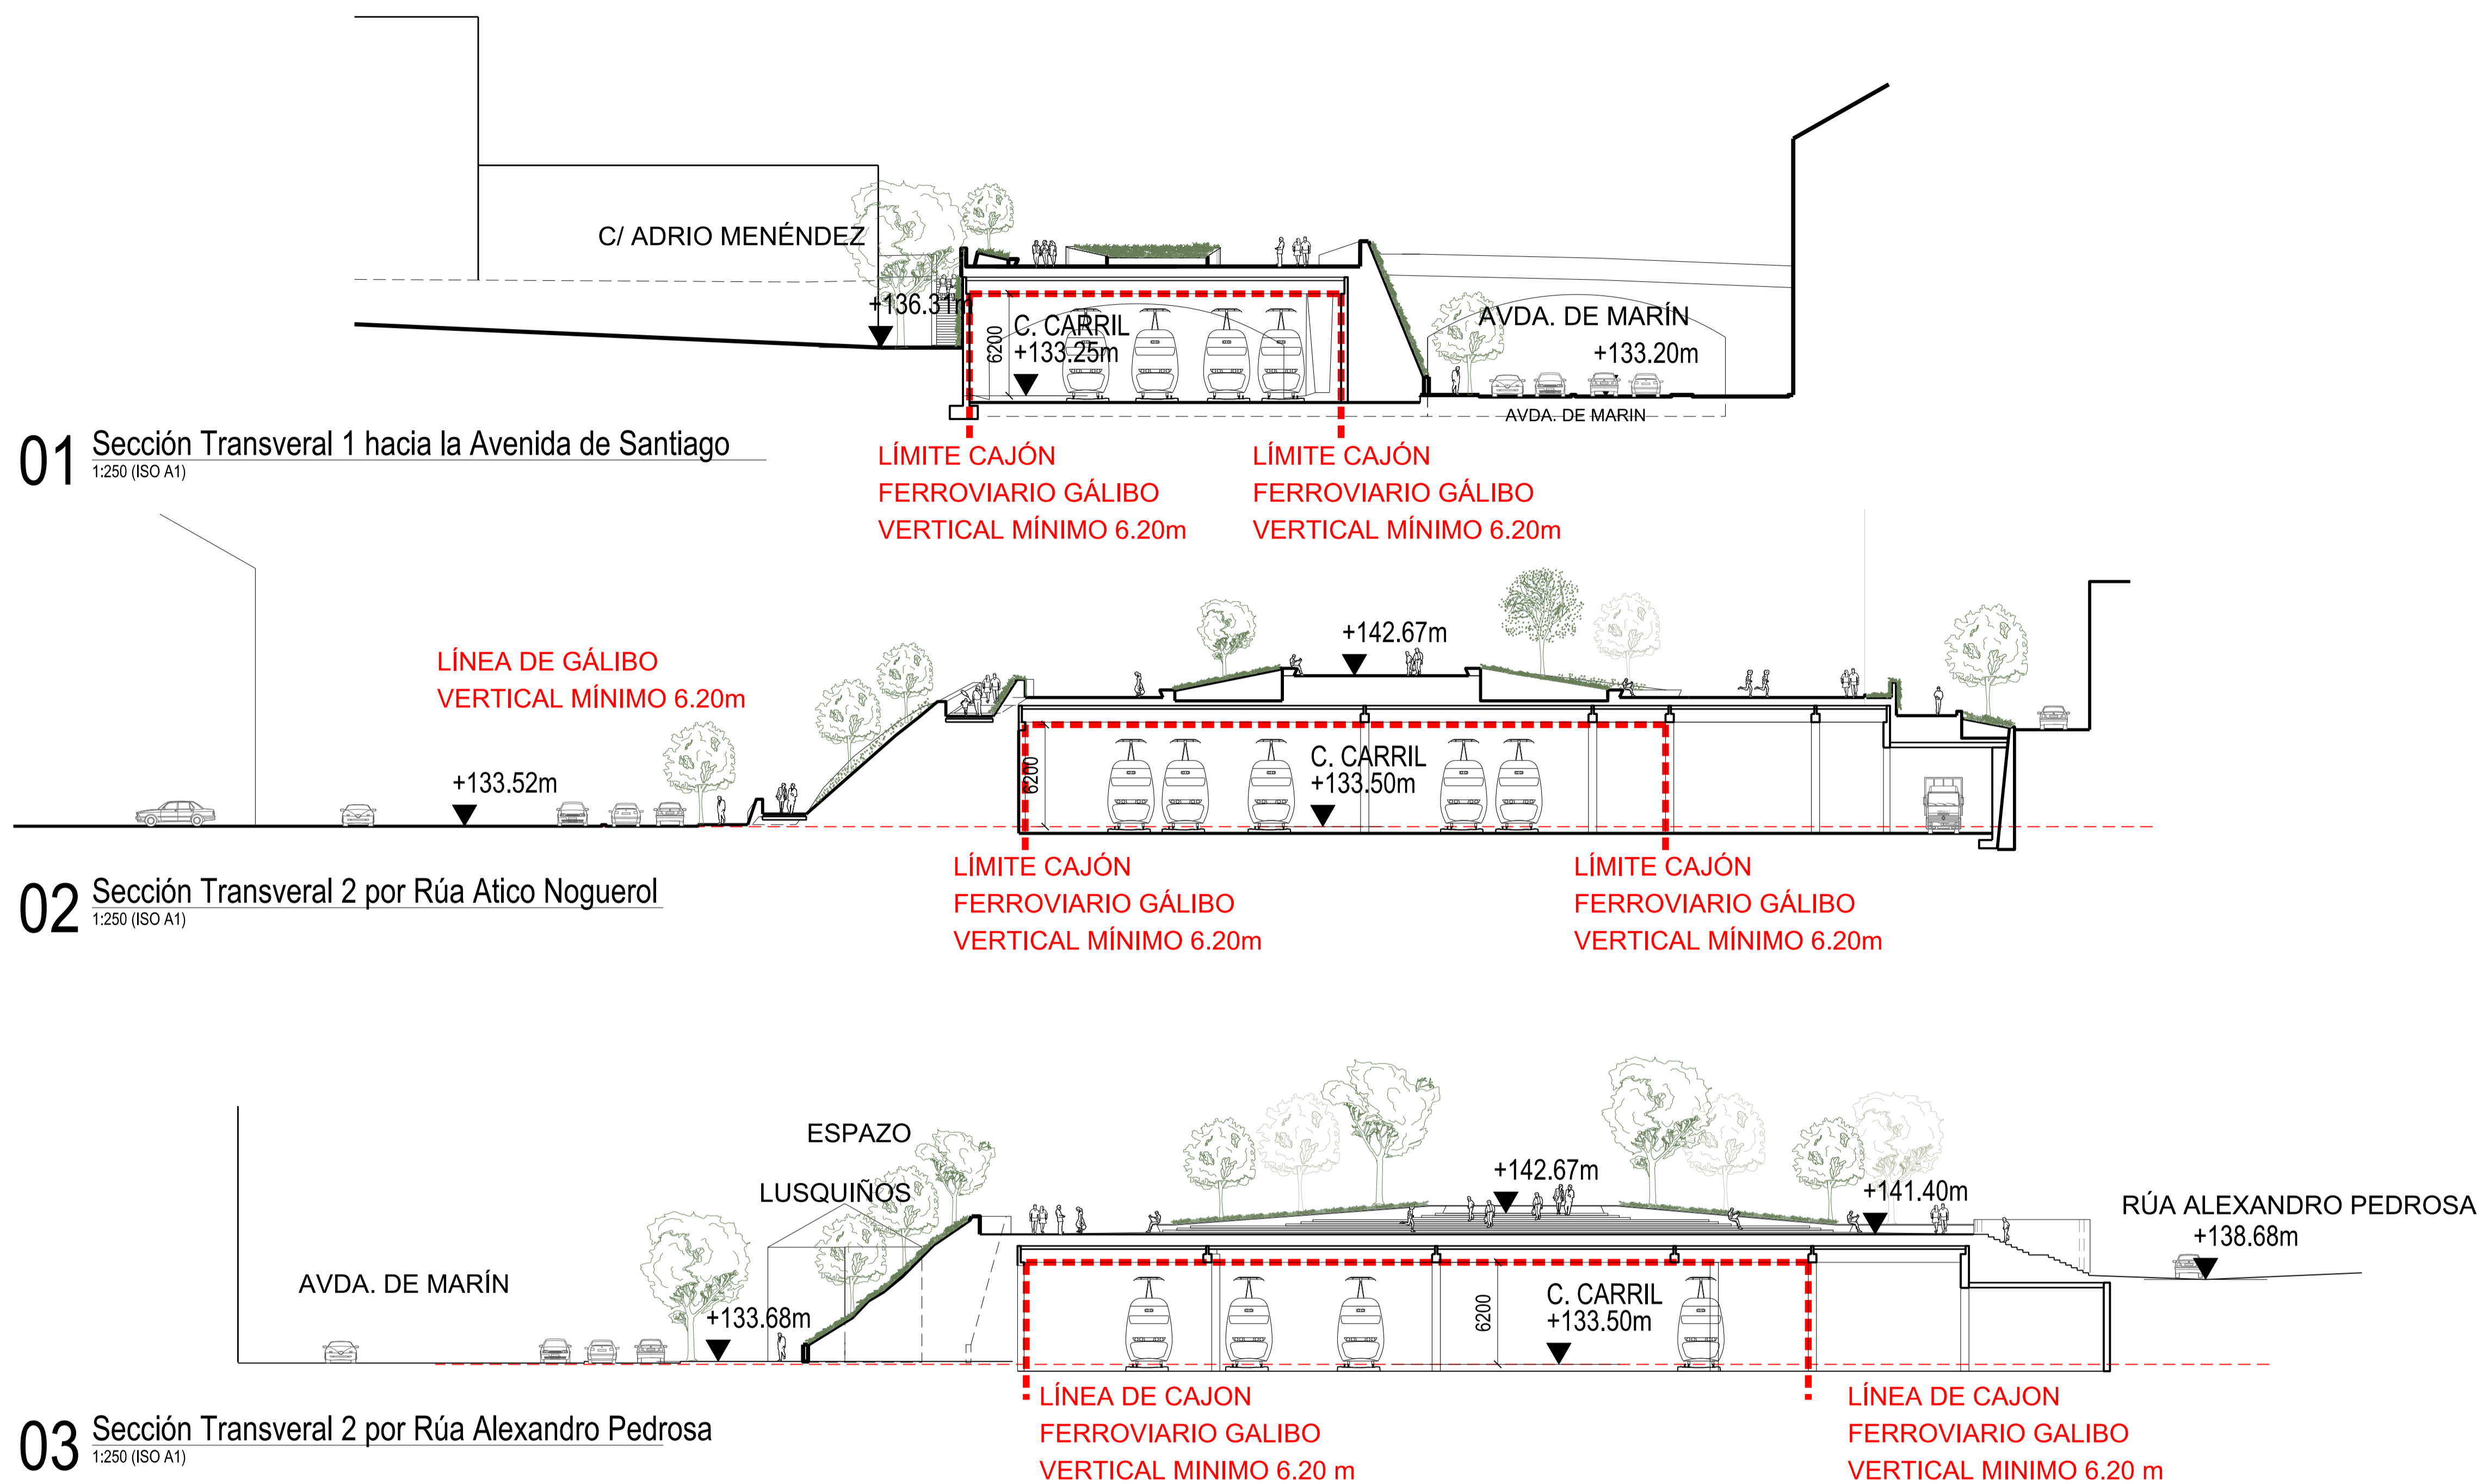 C/ ADRIO MENÉNDEZ
+136.31m
6200
C. CARRIL
+133.25m
AVDA. DE MARÍN
+133.20m
AVDA. DE MARIN
01 Sección Transveral 1 hacia la Avenida de Santiago
1:250 (ISO A1)
LÍMITE CAJÓN
FERROVIARIO GÁLIBO
VERTICAL MÍNIMO 6.20m
LÍMITE CAJÓN
FERROVIARIO GÁLIBO
VERTICAL MÍNIMO 6.20m
LÍNEA DE GÁLIBO
VERTICAL MÍNIMO 6.20m
+142.67m
+133.52m
6200
C. CARRIL
+133.50m
02 Sección Transveral 2 por Rúa Atico Noguerol
1:250 (ISO A1)
LÍMITE CAJÓN
FERROVIARIO GÁLIBO
VERTICAL MÍNIMO 6.20m
LÍMITE CAJÓN
FERROVIARIO GÁLIBO
VERTICAL MÍNIMO 6.20m
ESPAZO
LUSQUIÑOS
+142.67m
+141.40m
RÚA ALEXANDRO PEDROSA
+138.68m
AVDA. DE MARÍN
+133.68m
6200
C. CARRIL
+133.50m
03 Sección Transveral 2 por Rúa Alexandro Pedrosa
1:250 (ISO A1)
LÍNEA DE CAJON
FERROVIARIO GALIBO
VERTICAL MINIMO 6.20 m
LÍNEA DE CAJON
FERROVIARIO GALIBO
VERTICAL MINIMO 6.20 m